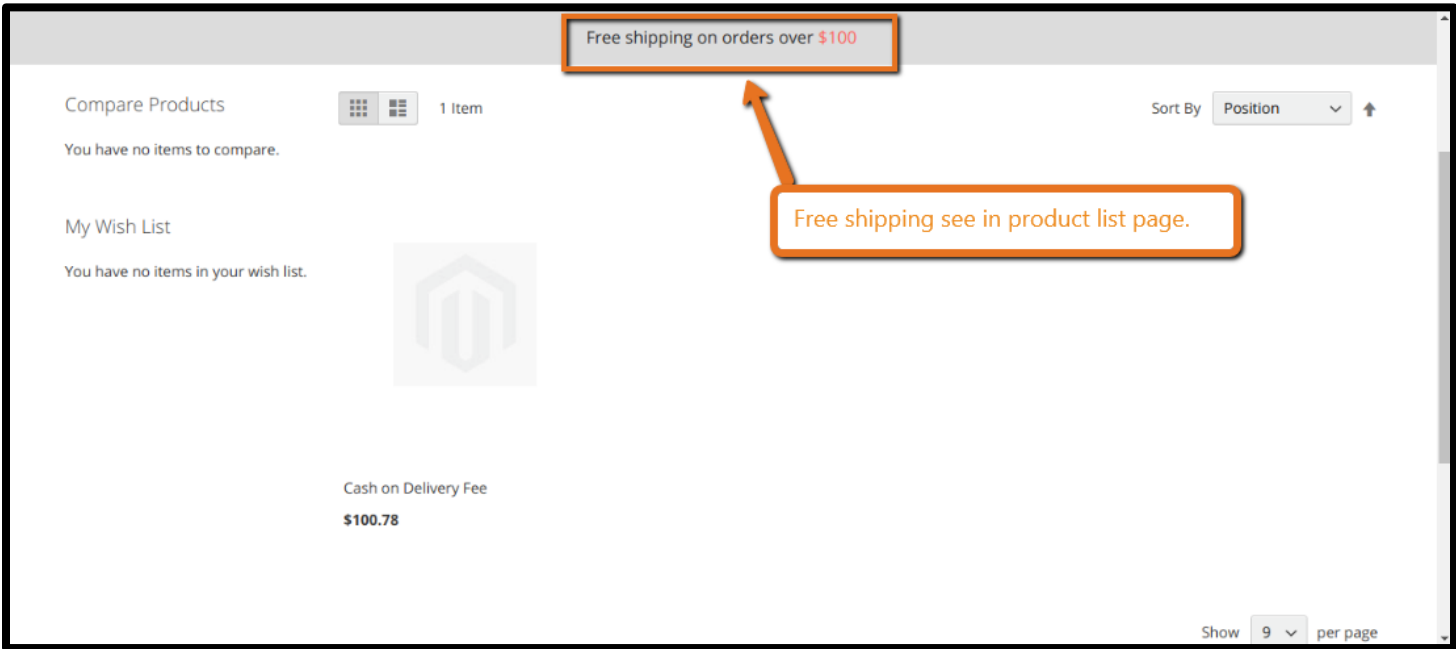 Free shipping on orders over $100
Compare Products
1 Item
Sort By Position
You have no items to compare.
Free shipping see in product list page.
My Wish List
You have no items in your wish list.
Cash on Delivery Fee
$100.78
Show 9 per page